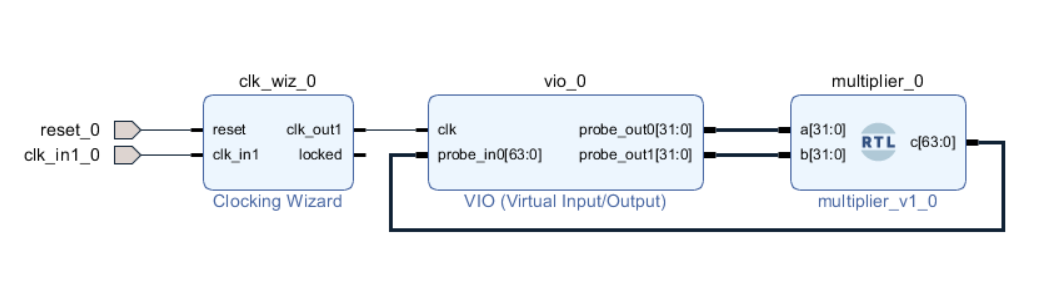 clk_wiz_0
reset_0
clk_in1_0
reset
clk_in1
clk_out1
locked
Clocking Wizard
vio_0
clk
probe_in0[63:0]
probe_out0[31:0]
probe_out1[31:0]
VIO (Virtual Input/Output)
multiplier_0
a[31:0]
b[31:0]
RTL
c[63:0]
multiplier_v1_0